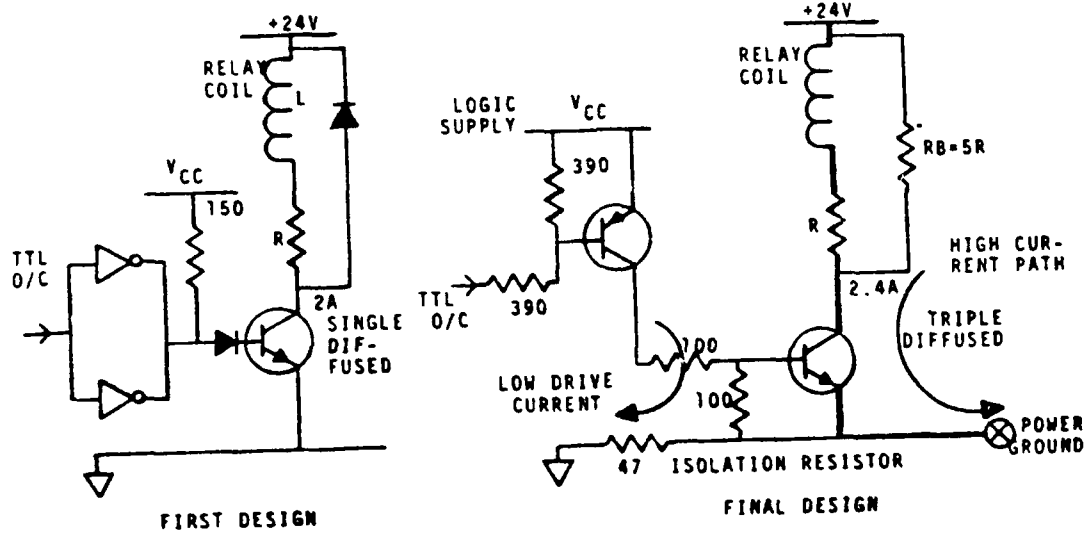 +24V
RELAY
COIL
L
VCC
150
R
TTL
O/C
2A
SINGLE
DIF-
FUSED
FIRST DESIGN
+24V
RELAY
COIL
LOGIC
SUPPLY
VCC
390
RB=5R
R
HIGH CUR-
RENT PATH
TTL
O/C
390
2.4A
TRIPLE
DIFFUSED
100
LOW DRIVE
CURRENT
100
POWER
GROUND
47
ISOLATION RESISTOR
FINAL DESIGN